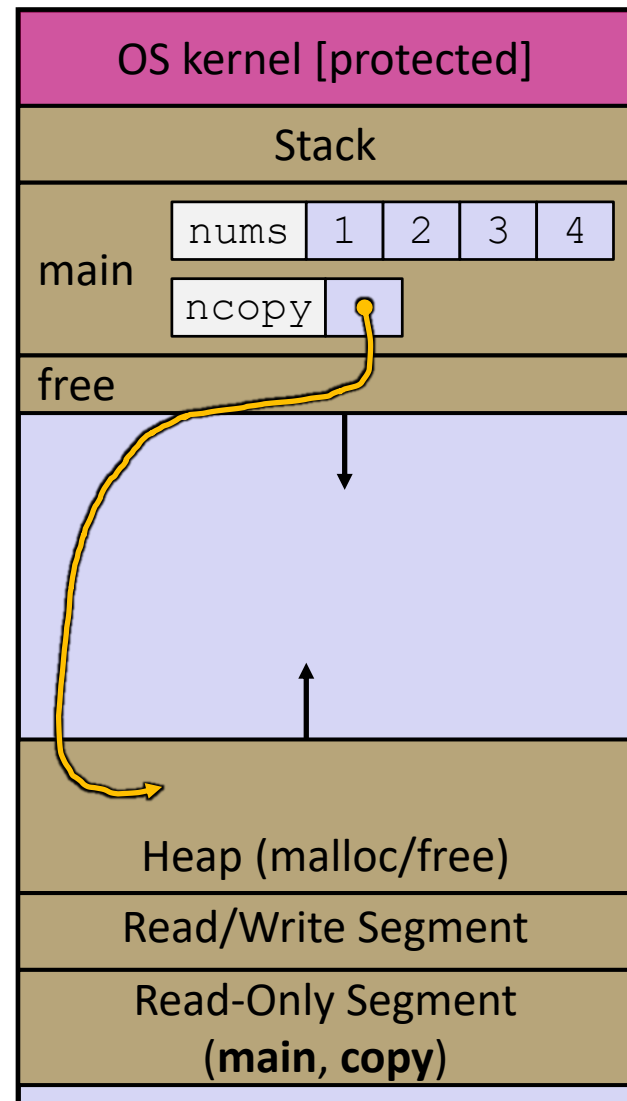 OS kernel [protected]
Stack
main
nums 1 2 3 4
ncopy
free
Heap (malloc/free)
Read/Write Segment
Read-Only Segment
(main, copy)